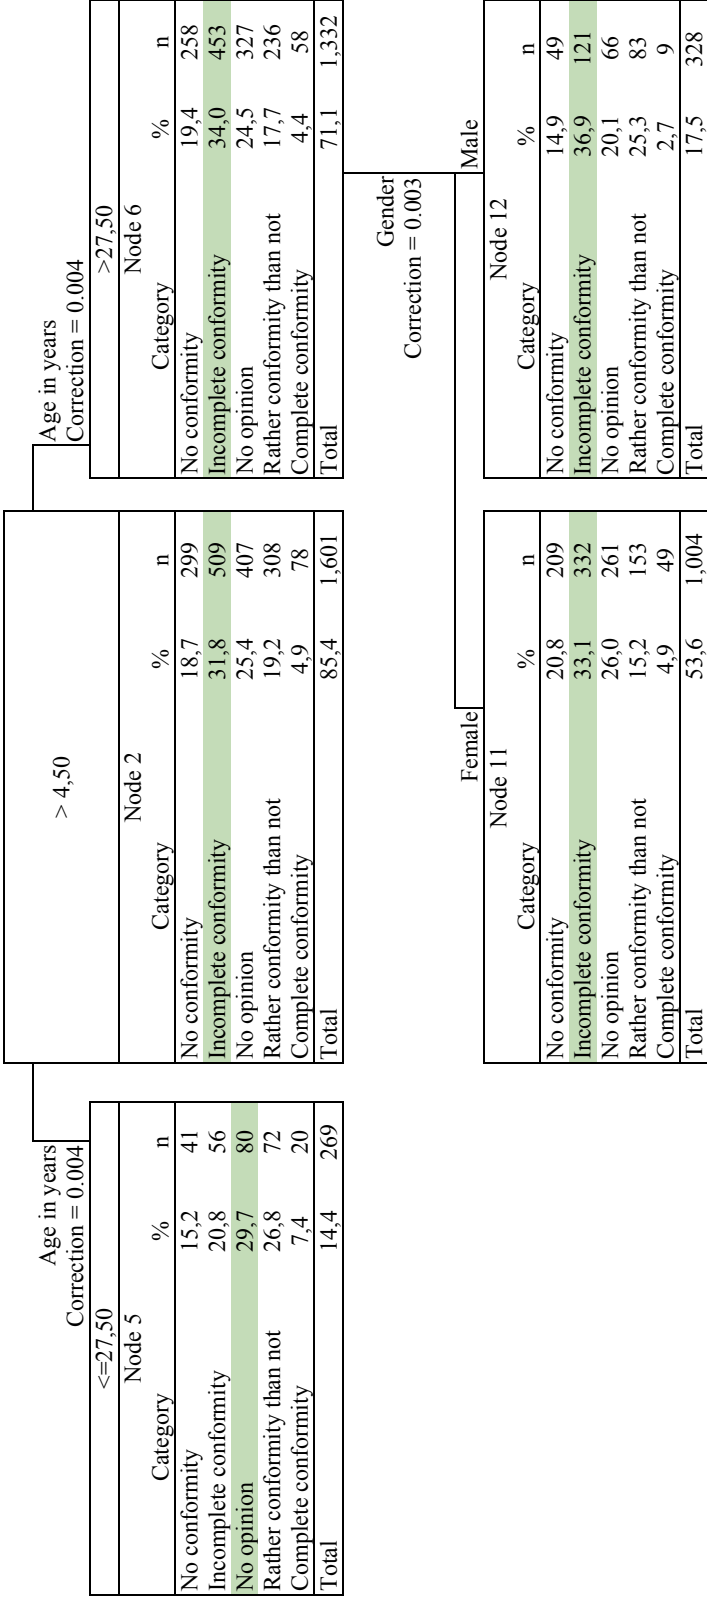 > 4,50
Node 2
Category % n
No conformity 18,7 299
Incomplete conformity 31,8 509
No opinion 25,4 407
Rather conformity than not 19,2 308
Complete conformity 4,9 78
Total 85,4 1,601
Age in years
Correction = 0.004
<=27,50
Node 5
Category % n
No conformity 15,2 41
Incomplete conformity 20,8 56
No opinion 29,7 80
Rather conformity than not 26,8 72
Complete conformity 7,4 20
Total 14,4 269
Age in years
Correction = 0.004
>27,50
Node 6
Category % n
No conformity 19,4 258
Incomplete conformity 34,0 453
No opinion 24,5 327
Rather conformity than not 17,7 236
Complete conformity 4,4 58
Total 71,1 1,332
Gender
Correction = 0.003
Female
Node 11
Category % n
No conformity 20,8 209
Incomplete conformity 33,1 332
No opinion 26,0 261
Rather conformity than not 15,2 153
Complete conformity 4,9 49
Total 53,6 1,004
Male
Node 12
Category % n
No conformity 14,9 49
Incomplete conformity 36,9 121
No opinion 20,1 66
Rather conformity than not 25,3 83
Complete conformity 2,7 9
Total 17,5 328